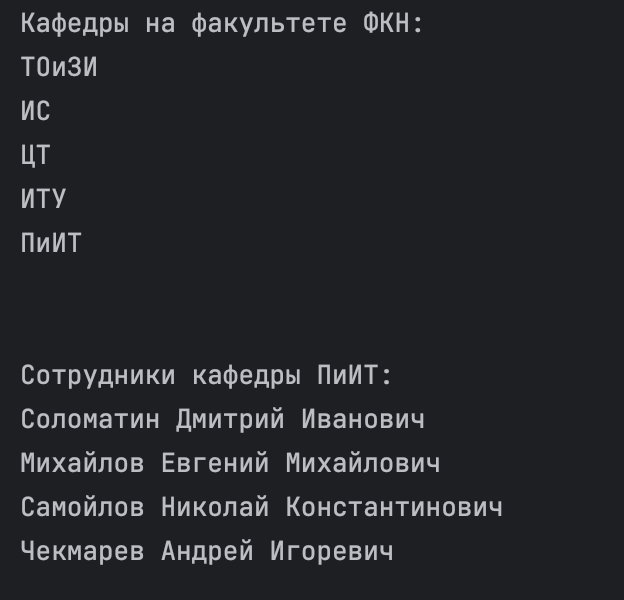 Кафедры на факультете ФКН:
ТОиЗИ
ИС
ЦТ
ИТУ
ПиИТ
Сотрудники кафедры ПиИТ:
Соломатин Дмитрий Иванович
Михайлов Евгений Михайлович
Самойлов Николай Константинович
Чекмарев Андрей Игоревич